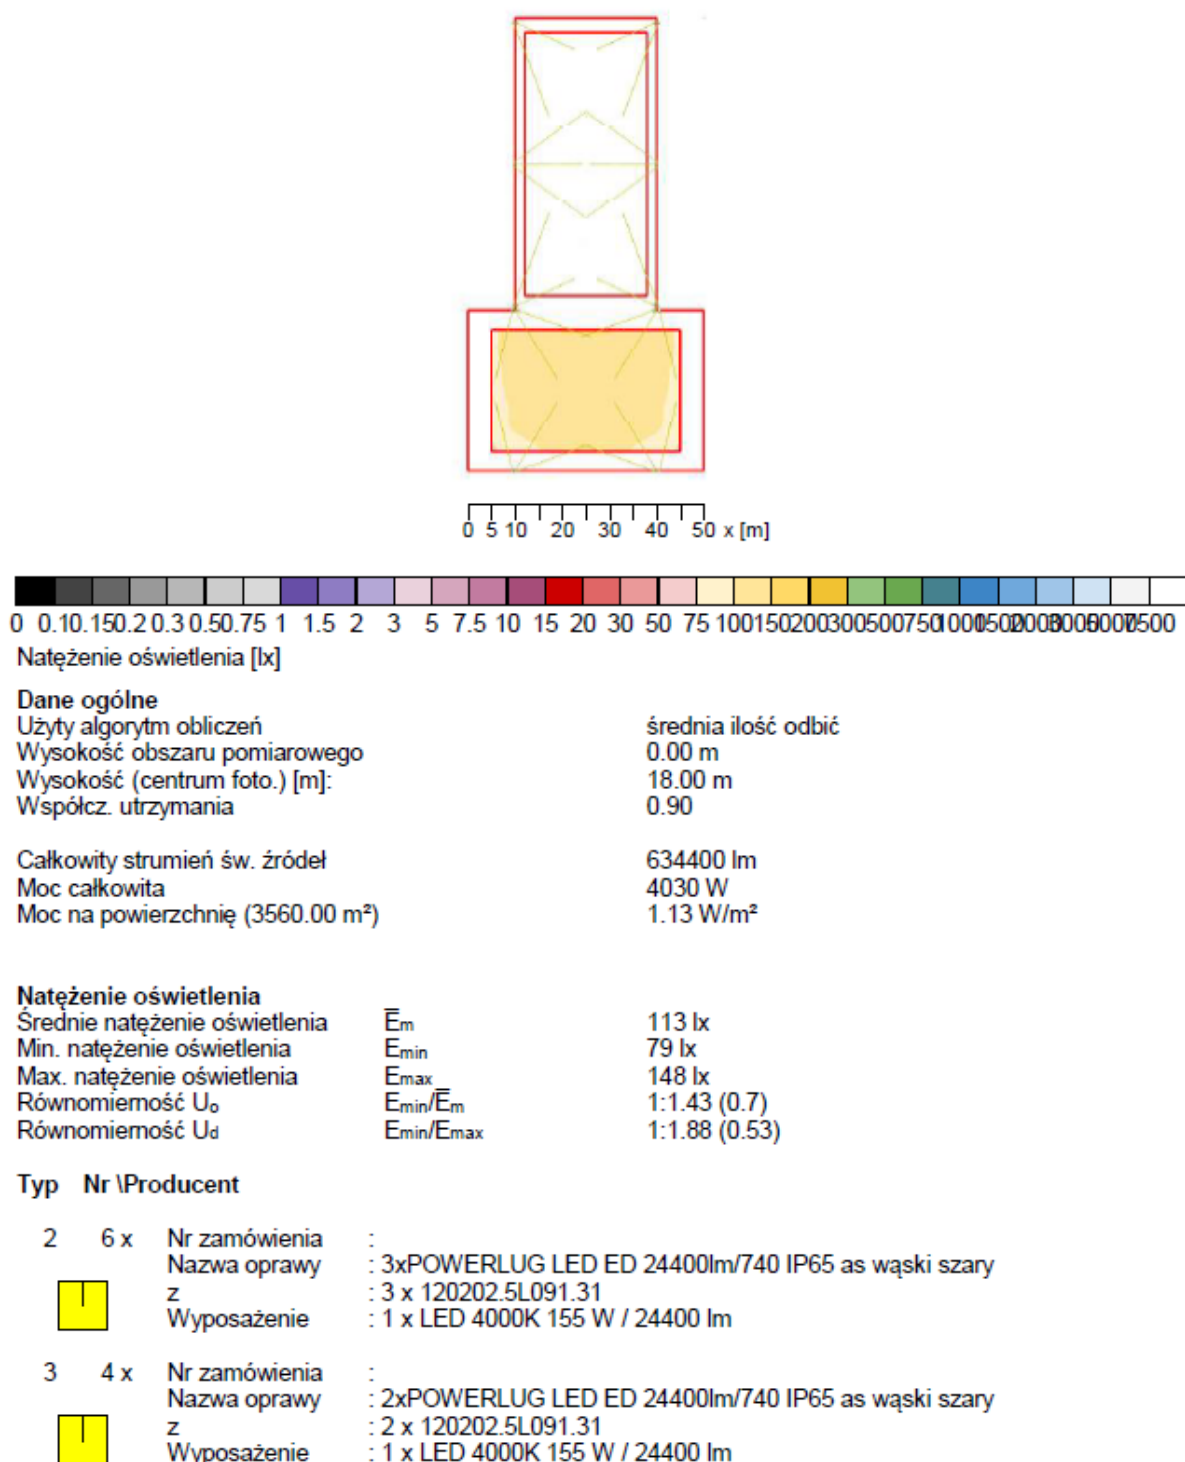 0 5 10 20 30 40 50 x [m]
0 0.1 0.15 0.2 0.3 0.5 0.75 1 1.5 2 3 5 7.5 10 15 20 30 50 75 100 150 200 300 500 750 1000 1500 2000 3000 5000 7500
Natężenie oświetlenia [lx]
Dane ogólne
Użyty algorytm obliczeń średnia ilość odbić
Wysokość obszaru pomiarowego 0.00 m
Wysokość (centrum foto.) [m]: 18.00 m
Współcz. utrzymania 0.90
Całkowity strumień św. źródeł 634400 lm
Moc całkowita 4030 W
Moc na powierzchnię (3560.00 m²) 1.13 W/m²
Natężenie oświetlenia
Średnie natężenie oświetlenia Ēm 113 lx
Min. natężenie oświetlenia Emin 79 lx
Max. natężenie oświetlenia Emax 148 lx
Równomierność Uo Emin/Ēm 1:1.43 (0.7)
Równomierność Ud Emin/Emax 1:1.88 (0.53)
Typ Nr \Producent
2 6 x Nr zamówienia :
Nazwa oprawy : 3xPOWERLUG LED ED 24400lm/740 IP65 as wąski szary
z : 3 x 120202.5L091.31
Wyposażenie : 1 x LED 4000K 155 W / 24400 lm
3 4 x Nr zamówienia :
Nazwa oprawy : 2xPOWERLUG LED ED 24400lm/740 IP65 as wąski szary
z : 2 x 120202.5L091.31
Wyposażenie : 1 x LED 4000K 155 W / 24400 lm